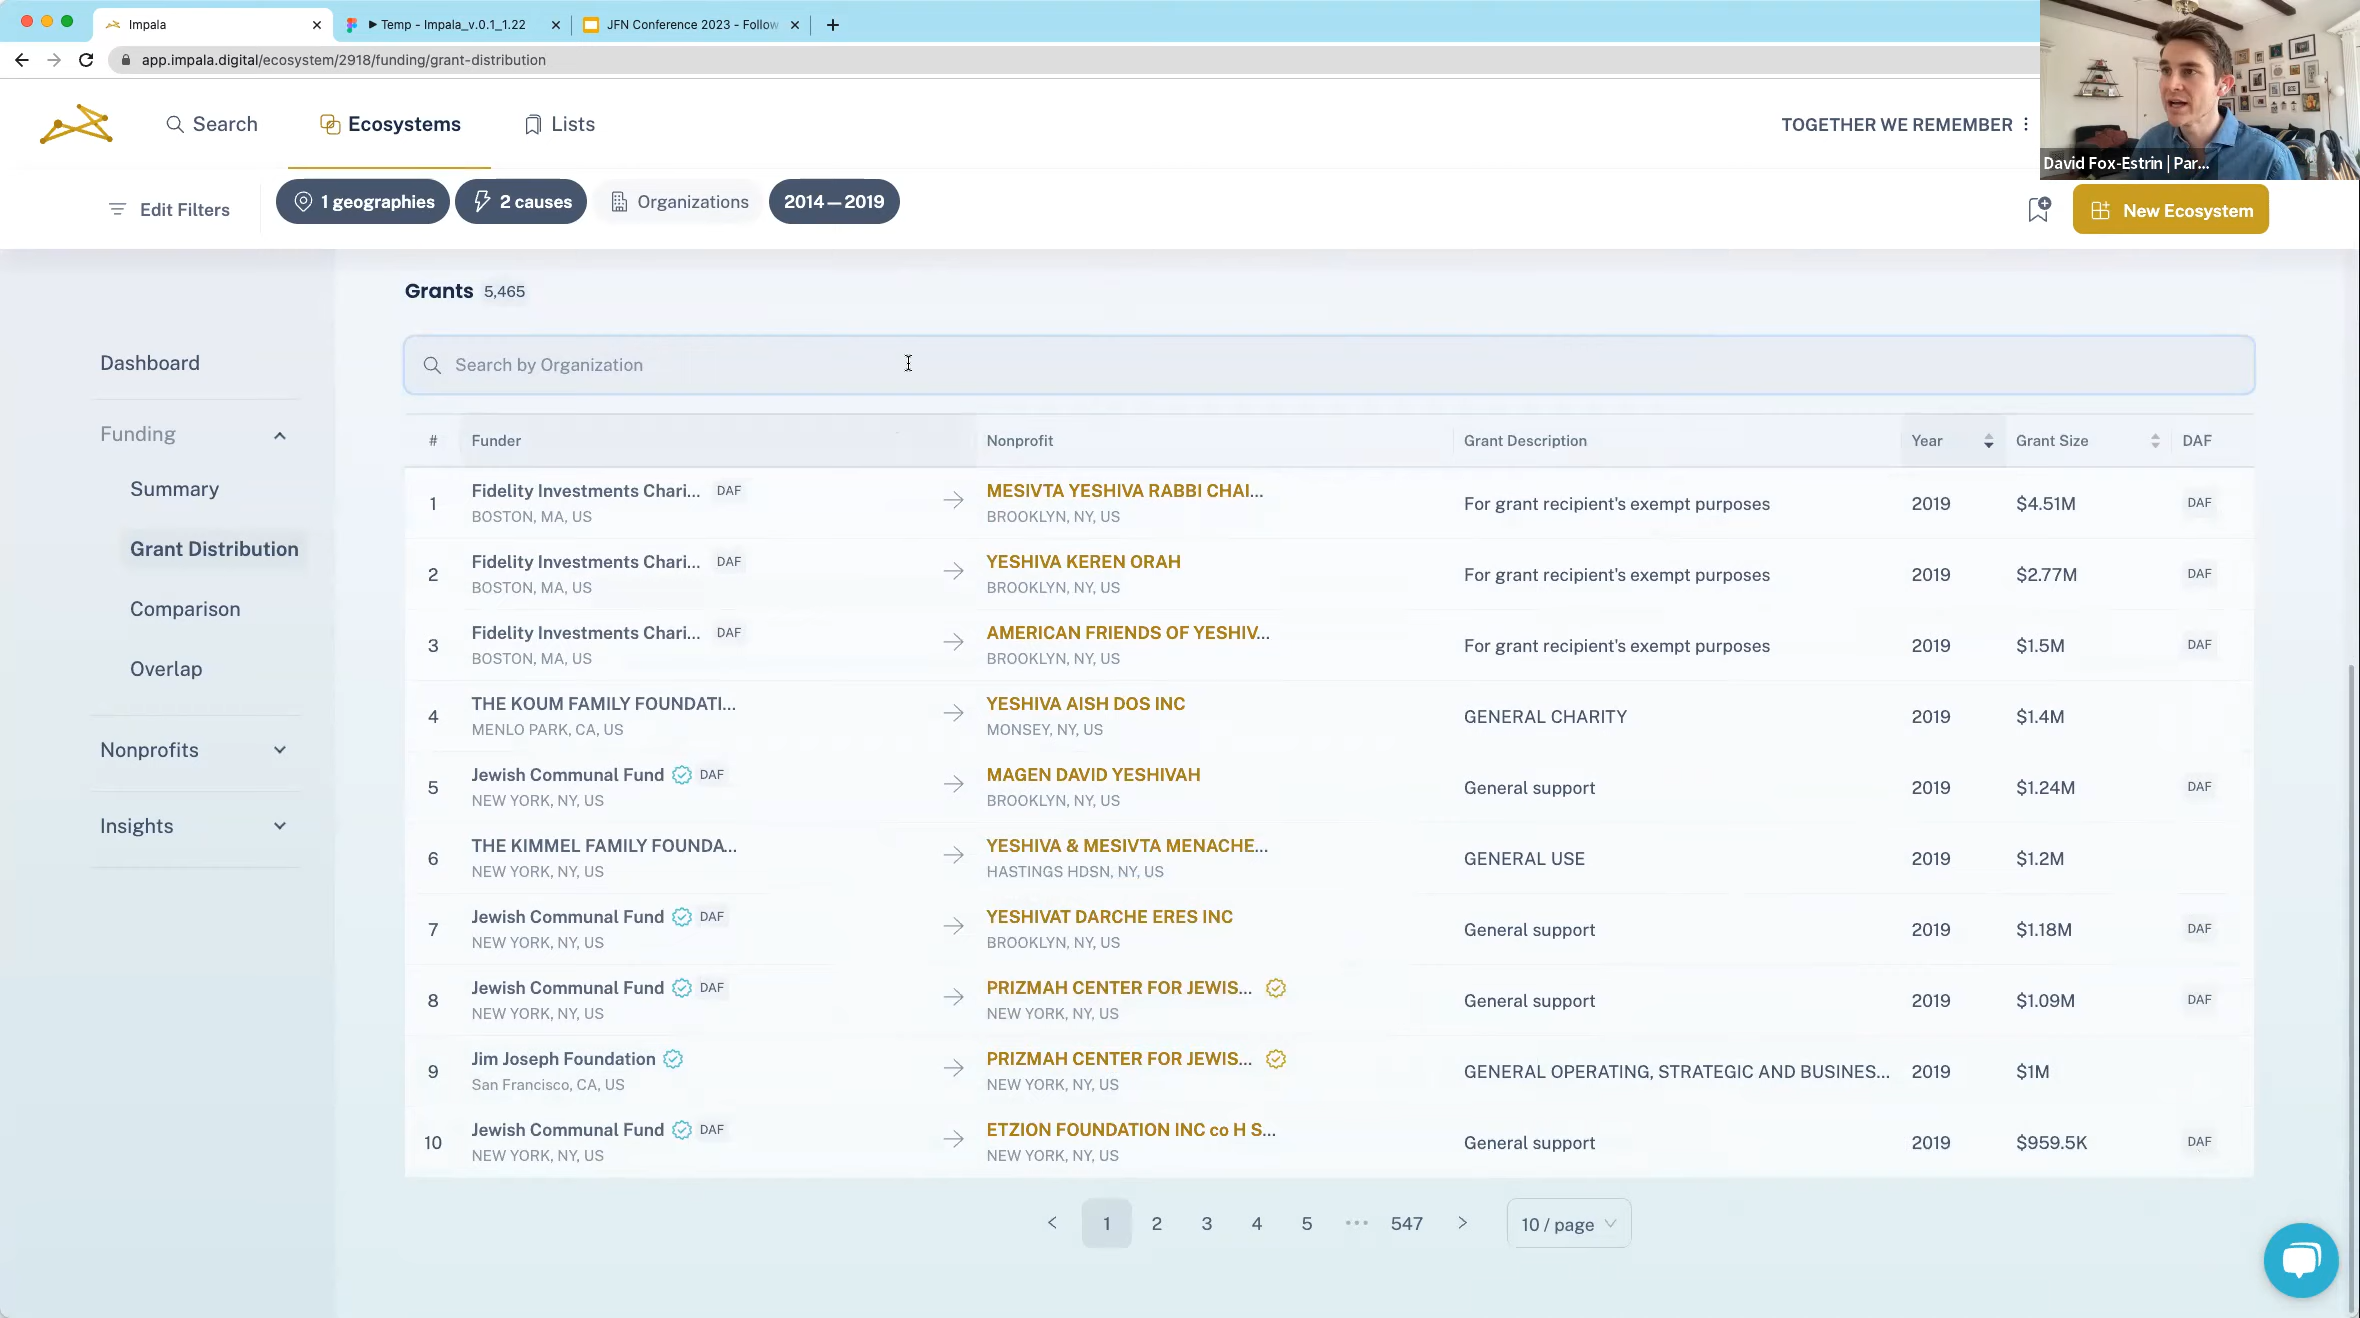 Impala
Temp - Impala_v.0.1_1.22
JFN Conference 2023 - Follow
app.impala.digital/ecosystem/2918/funding/grant-distribution
Search
Ecosystems
Lists
TOGETHER WE REMEMBER
David Fox-Estrin | Par...
Edit Filters
1 geographies
2 causes
Organizations
2014 — 2019
New Ecosystem
Dashboard
Funding
Summary
Grant Distribution
Comparison
Overlap
Nonprofits
Insights
Grants 5,465
Search by Organization
# Funder Nonprofit Grant Description Year Grant Size DAF
1 Fidelity Investments Chari... DAF MESIVTA YESHIVA RABBI CHAI... For grant recipient's exempt purposes 2019 $4.51M DAF
BOSTON, MA, US BROOKLYN, NY, US
2 Fidelity Investments Chari... DAF YESHIVA KEREN ORAH For grant recipient's exempt purposes 2019 $2.77M DAF
BOSTON, MA, US BROOKLYN, NY, US
3 Fidelity Investments Chari... DAF AMERICAN FRIENDS OF YESHIV... For grant recipient's exempt purposes 2019 $1.5M DAF
BOSTON, MA, US BROOKLYN, NY, US
4 THE KOUM FAMILY FOUNDATI... YESHIVA AISH DOS INC GENERAL CHARITY 2019 $1.4M
MENLO PARK, CA, US MONSEY, NY, US
5 Jewish Communal Fund DAF MAGEN DAVID YESHIVAH General support 2019 $1.24M DAF
NEW YORK, NY, US BROOKLYN, NY, US
6 THE KIMMEL FAMILY FOUNDA... YESHIVA & MESIVTA MENACHE... GENERAL USE 2019 $1.2M
NEW YORK, NY, US HASTINGS HDSN, NY, US
7 Jewish Communal Fund DAF YESHIVAT DARCHE ERES INC General support 2019 $1.18M DAF
NEW YORK, NY, US BROOKLYN, NY, US
8 Jewish Communal Fund DAF PRIZMAH CENTER FOR JEWIS... General support 2019 $1.09M DAF
NEW YORK, NY, US NEW YORK, NY, US
9 Jim Joseph Foundation PRIZMAH CENTER FOR JEWIS... GENERAL OPERATING, STRATEGIC AND BUSINES... 2019 $1M
San Francisco, CA, US NEW YORK, NY, US
10 Jewish Communal Fund DAF ETZION FOUNDATION INC co H S... General support 2019 $959.5K DAF
NEW YORK, NY, US NEW YORK, NY, US
1 2 3 4 5 ••• 547 10 / page